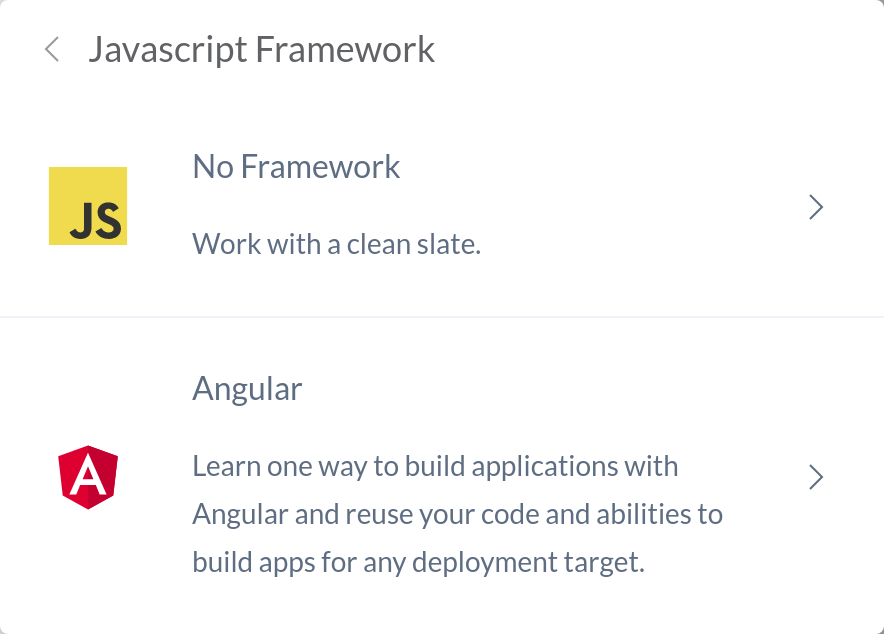 Javascript Framework
No Framework
JS
Work with a clean slate.
Angular
Learn one way to build applications with
A
Angular and reuse your code and abilities to
build apps for any deployment target.